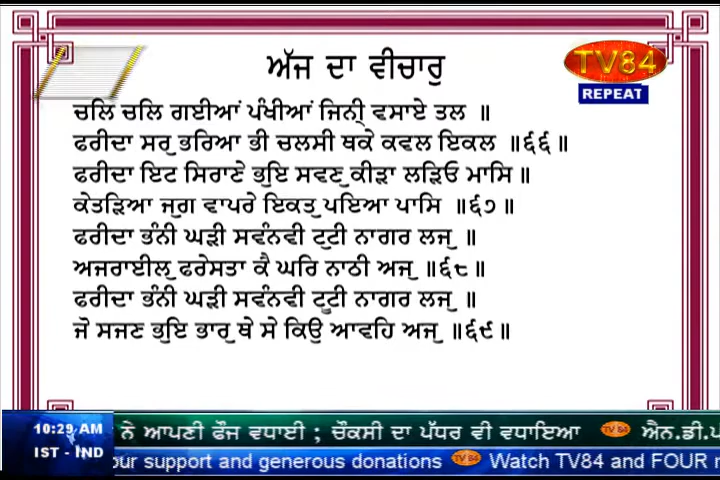 ਅੱਜ ਦਾ ਵੀਚਾਰੁ
TV84
REPEAT
ਚਲਿ ਚਲਿ ਗਈਆਂ ਪੰਖੀਆਂ ਜਿਨੀ੍ ਵਸਾਏ ਤਲ ॥
ਫਰੀਦਾ ਸਰੁ ਭਰਿਆ ਭੀ ਚਲਸੀ ਥਕੇ ਕਵਲ ਇਕਲ ॥੬੬॥
ਫਰੀਦਾ ਇਟ ਸਿਰਾਣੇ ਭੁਇ ਸਵਣੁ ਕੀੜਾ ਲੜਿਓ ਮਾਸਿ ॥
ਕੇਤੜਿਆ ਜੁਗ ਵਾਪਰੇ ਇਕਤੁ ਪਇਆ ਪਾਸਿ ॥੬੭॥
ਫਰੀਦਾ ਭੰਨੀ ਘੜੀ ਸਵੰਨਵੀ ਟੁਟੀ ਨਾਗਰ ਲਜੁ ॥
ਅਜਰਾਈਲੁ ਫਰੇਸਤਾ ਕੈ ਘਰਿ ਨਾਠੀ ਅਜੁ ॥੬੮॥
ਫਰੀਦਾ ਭੰਨੀ ਘੜੀ ਸਵੰਨਵੀ ਟੂਟੀ ਨਾਗਰ ਲਜੁ ॥
ਜੋ ਸਜਣ ਭੁਇ ਭਾਰੁ ਥੇ ਸੇ ਕਿਉ ਆਵਹਿ ਅਜੁ ॥੬੯॥
10:29 AM
IST - IND
ਨੇ ਆਪਣੀ ਫੌਜ ਵਧਾਈ ; ਚੌਕਸੀ ਦਾ ਪੱਧਰ ਵੀ ਵਧਾਇਆ TV84 ਐਨ.ਡੀ.ਪ
our support and generous donations TV84 Watch TV84 and FOUR